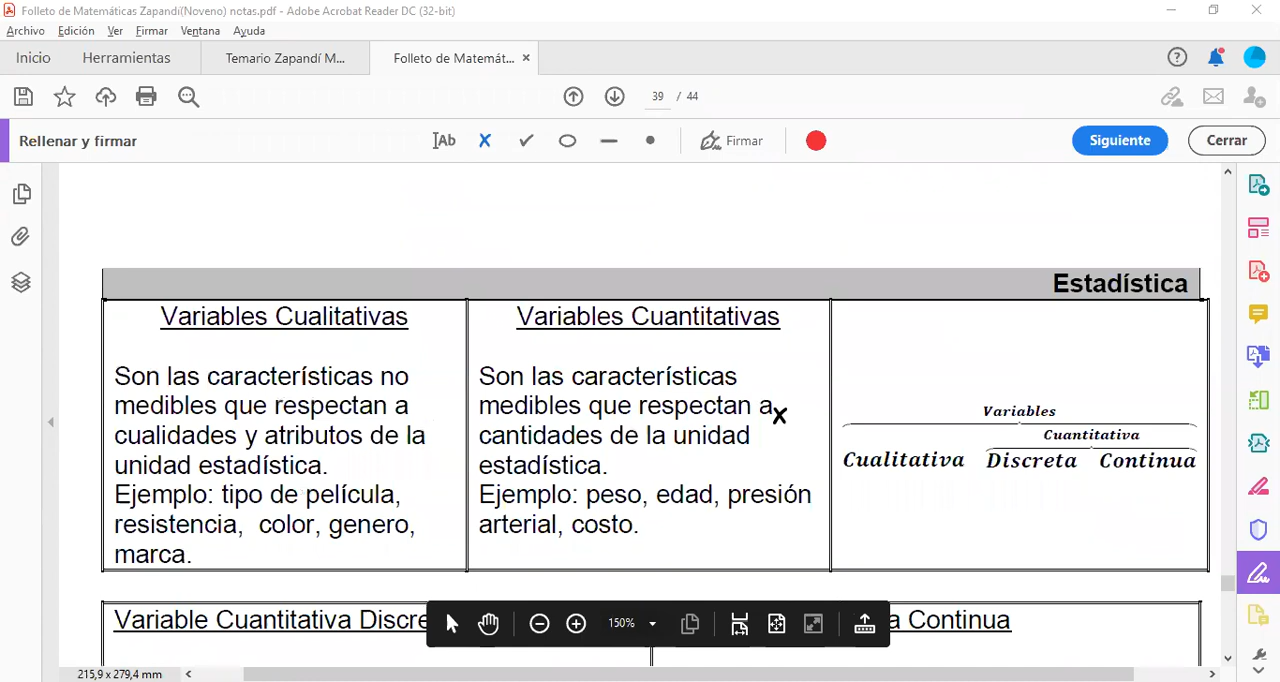 Folleto de Matemáticas Zapandí(Noveno) notas.pdf - Adobe Acrobat Reader DC (32-bit)
Archivo Edición Ver Firmar Ventana Ayuda
Inicio Herramientas Temario Zapandí M... Folleto de Matemát... ×
39 / 44
Rellenar y firmar Ab Firmar Siguiente Cerrar
Estadística
Variables Cualitativas
Son las características no
medibles que respectan a
cualidades y atributos de la
unidad estadística.
Ejemplo: tipo de película,
resistencia, color, genero,
marca.
Variables Cuantitativas
Son las características
medibles que respectan a
cantidades de la unidad
estadística.
Ejemplo: peso, edad, presión
arterial, costo.
Variables
Cuantitativa
Cualitativa Discreta Continua
Variable Cuantitativa Discre
a Continua
150%
215,9 x 279,4 mm